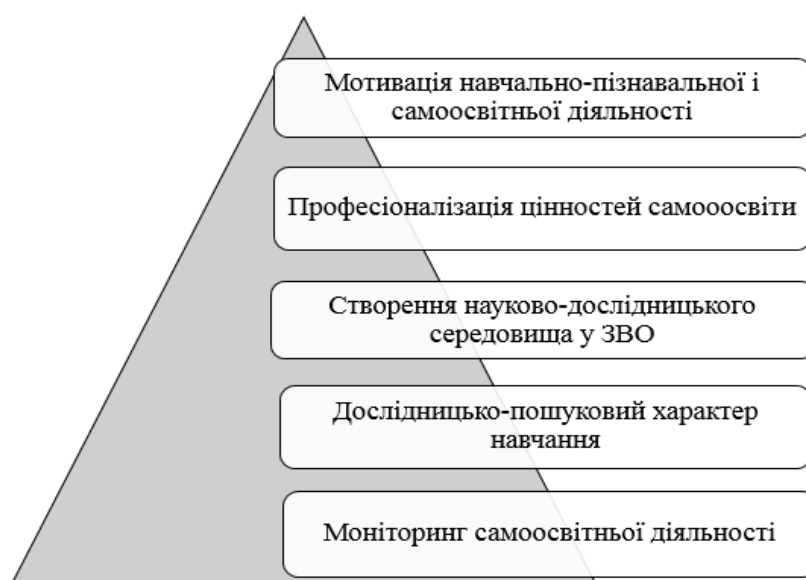 Мотивація навчально-пізнавальної і
самоосвітньої діяльності
Професіоналізація цінностей самооосвіти
Створення науково-дослідницького
середовища у ЗВО
Дослідницько-пошуковий характер
навчання
Моніторинг самоосвітньої діяльності